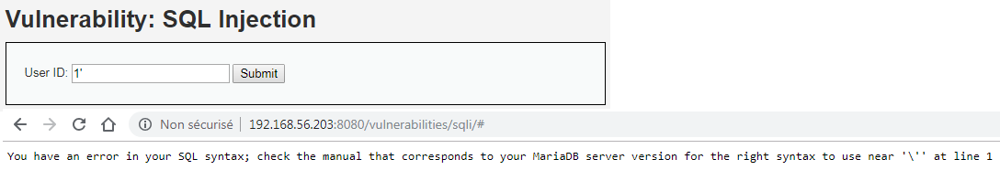 Vulnerability: SQL Injection
User ID: 1' Submit
Non sécurisé | 192.168.56.203:8080/vulnerabilities/sqli/#
You have an error in your SQL syntax; check the manual that corresponds to your MariaDB server version for the right syntax to use near '\'' at line 1